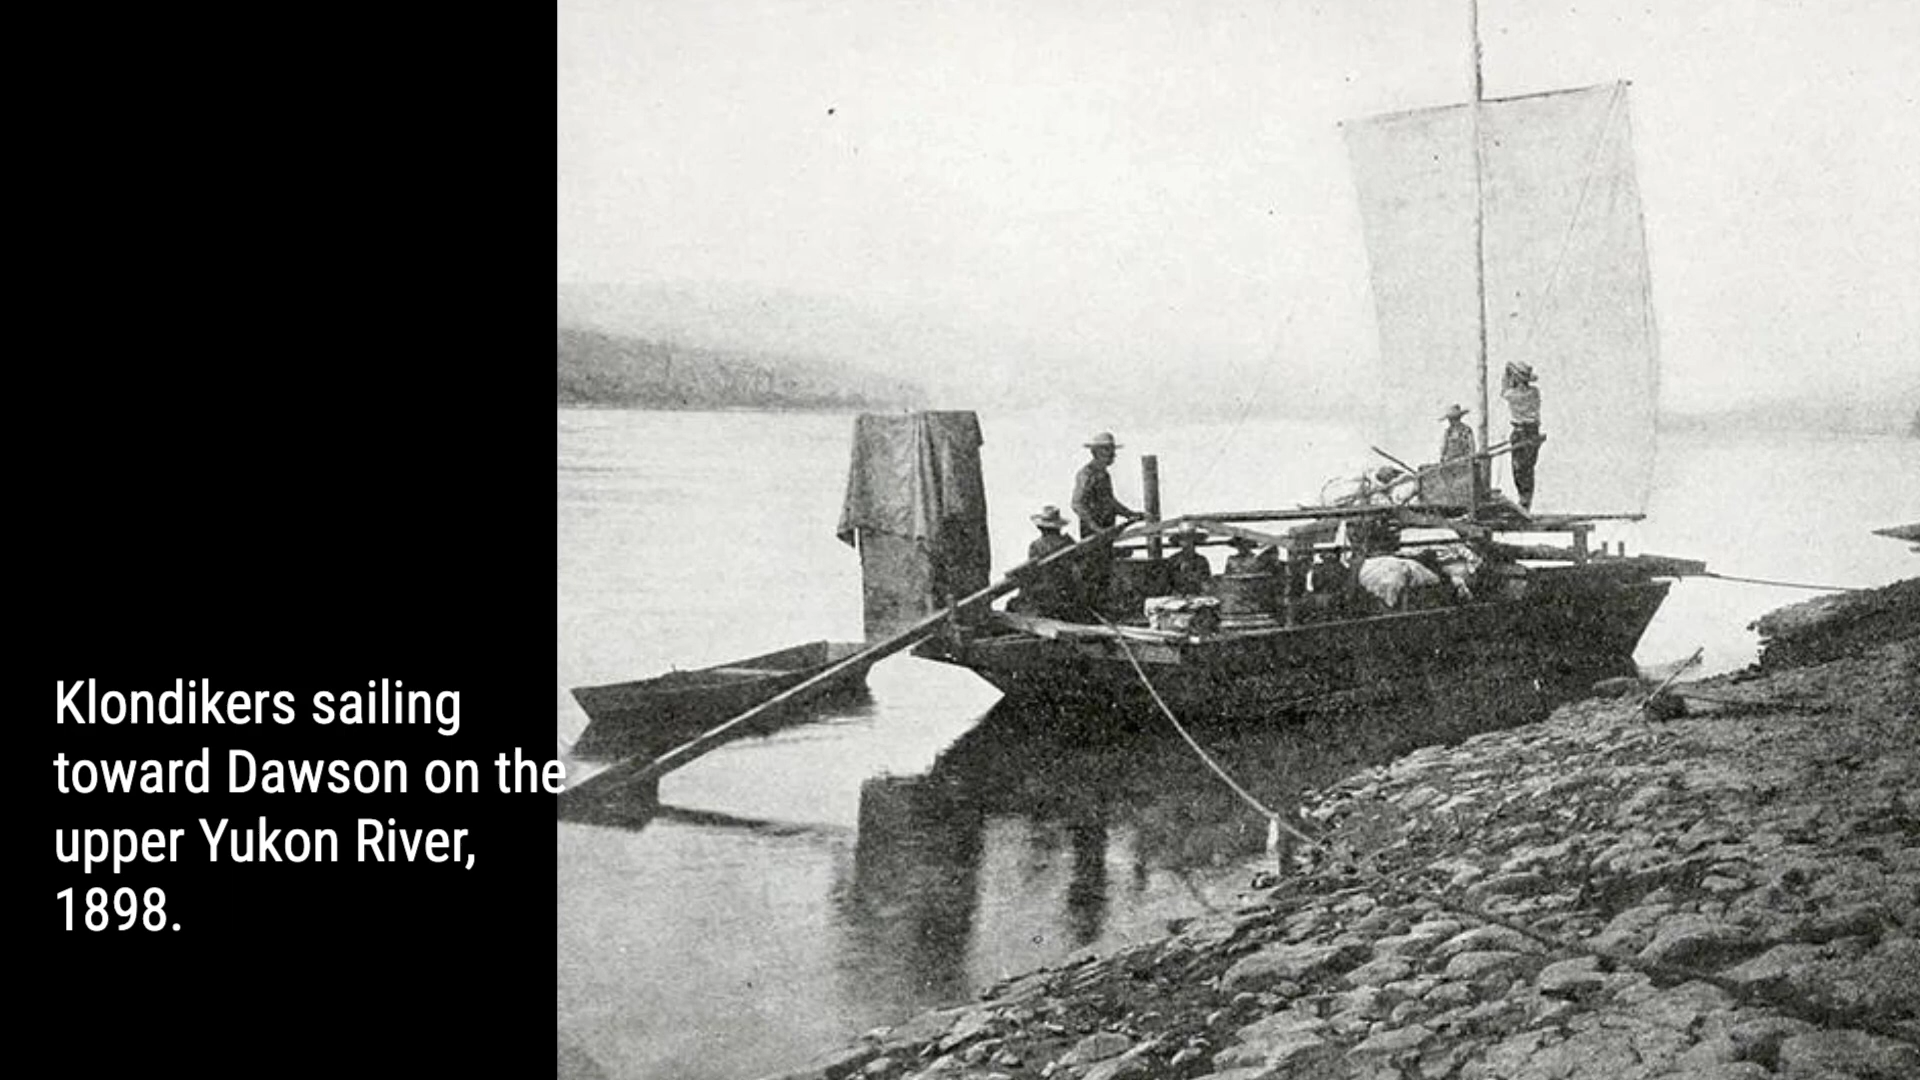 Klondikers sailing
toward Dawson on the
upper Yukon River,
1898.